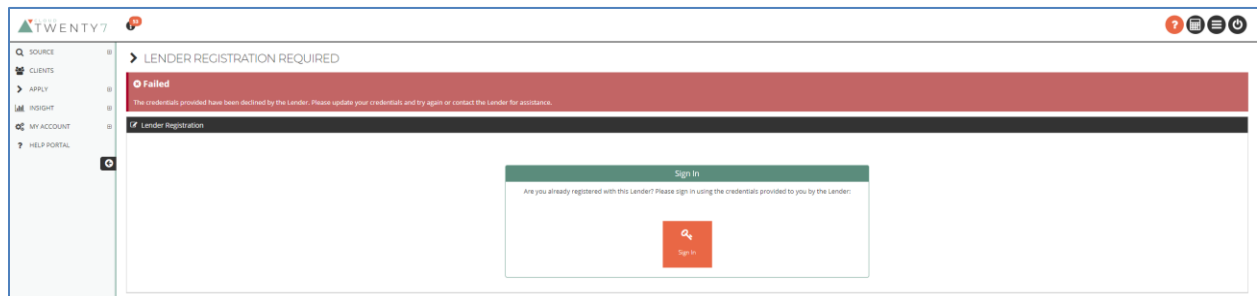 TWENTY7
SOURCE
CLIENTS
APPLY
INSIGHT
MY ACCOUNT
HELP PORTAL
LENDER REGISTRATION REQUIRED
Failed
The credentials provided have been declined by the Lender. Please update your credentials and try again or contact the Lender for assistance.
Lender Registration
Sign In
Are you already registered with this Lender? Please sign in using the credentials provided to you by the Lender:
Sign In